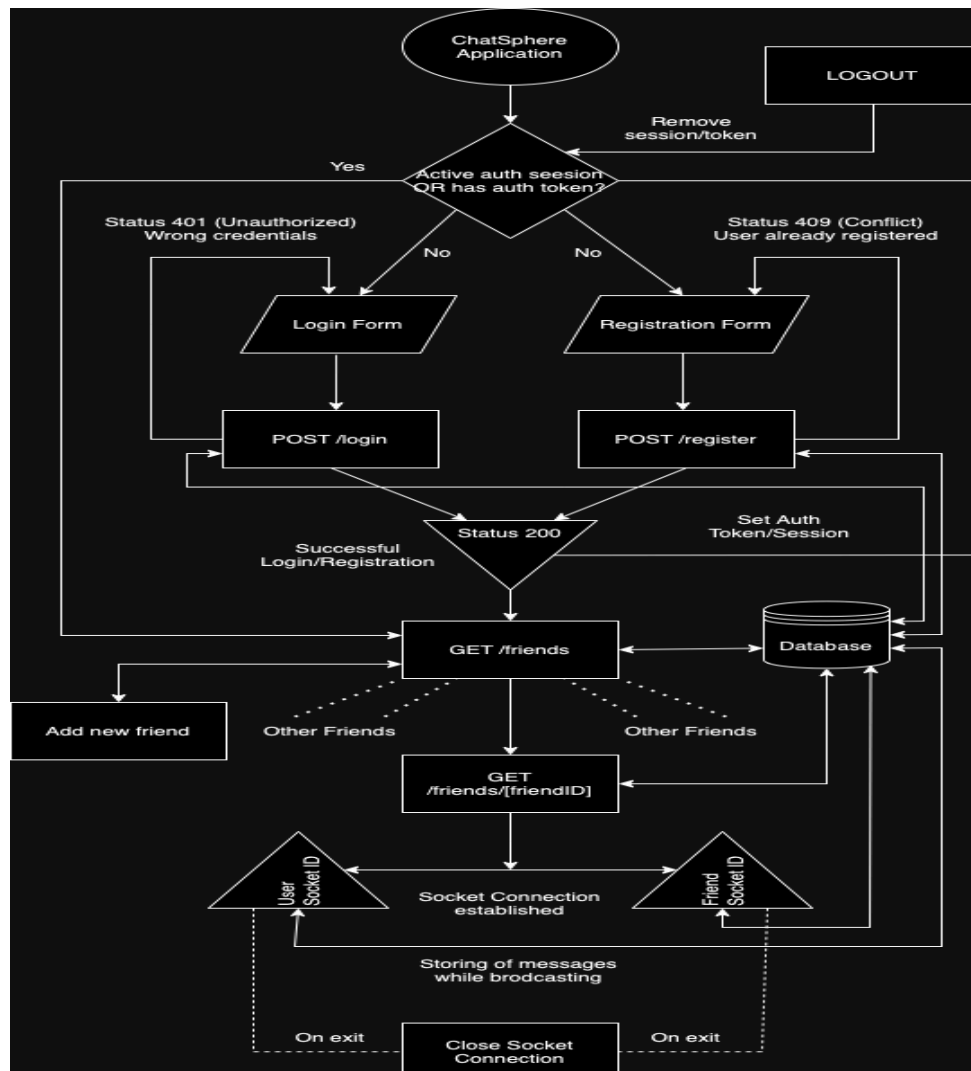 ChatSphere
Application
LOGOUT
Remove
session/token
Yes
Active auth seesion
OR has auth token?
Status 401 (Unauthorized)
Wrong credentials
Status 409 (Conflict)
User already registered
No
No
Login Form
Registration Form
POST /login
POST /register
Status 200
Set Auth
Token/Session
Successful
Login/Registration
GET /friends
Database
Add new friend
Other Friends
Other Friends
GET
/friends/[friendID]
User
Socket ID
Friend
Socket ID
Socket Connection
established
Storing of messages
while brodcasting
On exit
On exit
Close Socket
Connection